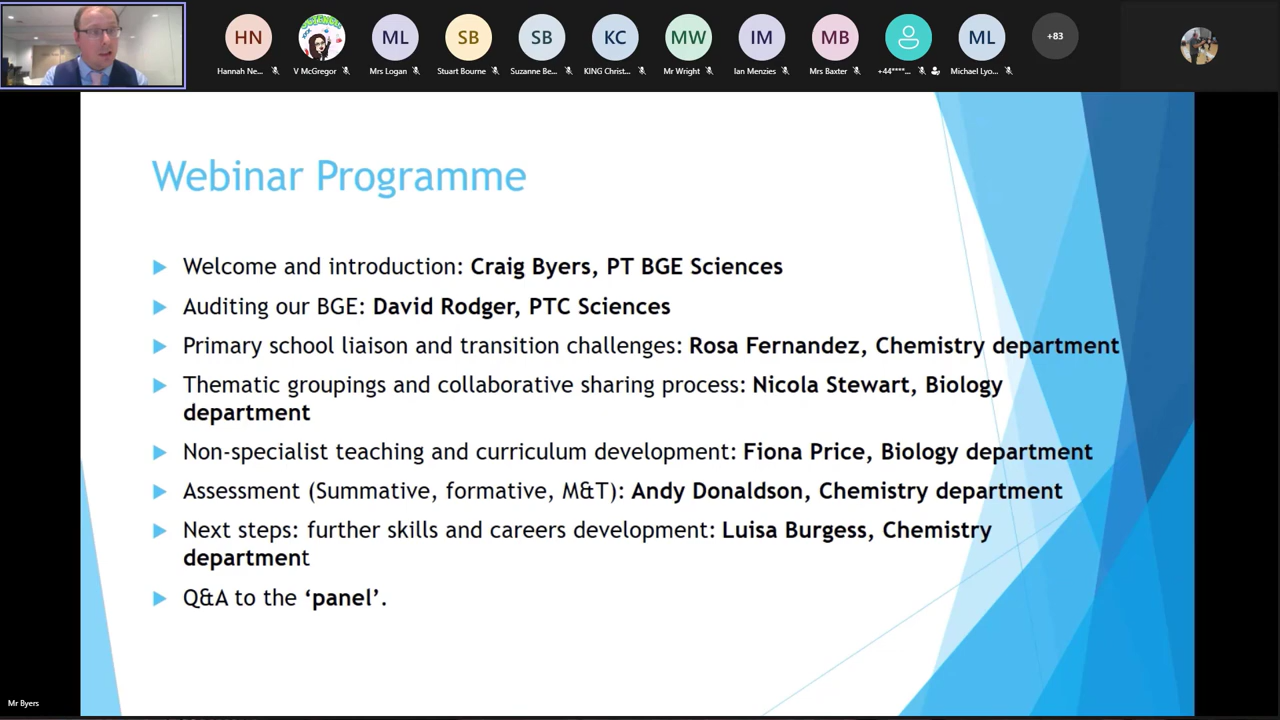 HN
ML
SB
SB
KC
MW
IM
MB
ML
+83
Hannah Ne...
V McGregor
Mrs Logan
Stuart Bourne
Suzanne Be...
KING Christ...
Mr Wright
Ian Menzies
Mrs Baxter
+44****...
Michael Lyo...
Webinar Programme
Welcome and introduction: Craig Byers, PT BGE Sciences
Auditing our BGE: David Rodger, PTC Sciences
Primary school liaison and transition challenges: Rosa Fernandez, Chemistry department
Thematic groupings and collaborative sharing process: Nicola Stewart, Biology
department
Non-specialist teaching and curriculum development: Fiona Price, Biology department
Assessment (Summative, formative, M&T): Andy Donaldson, Chemistry department
Next steps: further skills and careers development: Luisa Burgess, Chemistry
department
Q&A to the ‘panel’.
Mr Byers